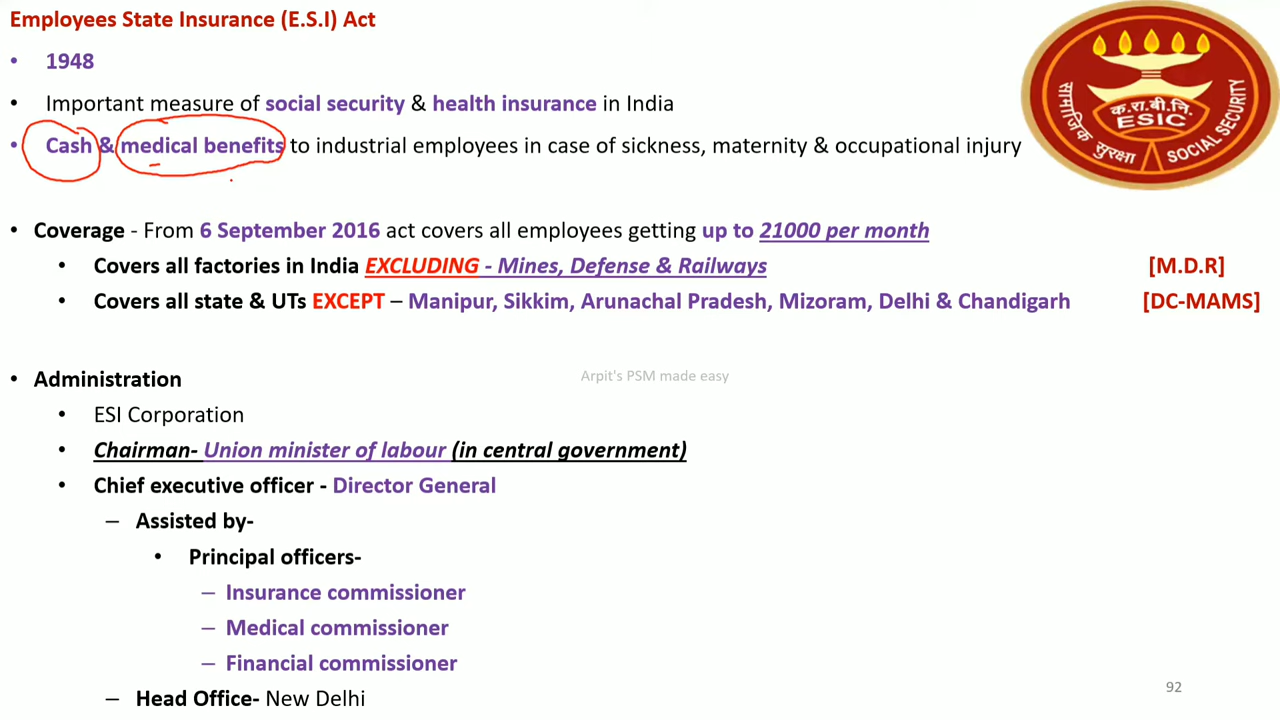 Employees State Insurance (E.S.I) Act
• 1948
• Important measure of social security & health insurance in India
• Cash & medical benefits to industrial employees in case of sickness, maternity & occupational injury
सामाजिक सुरक्षा
क.रा.बी.नि.
ESIC
SOCIAL SECURITY
• Coverage - From 6 September 2016 act covers all employees getting up to 21000 per month
• Covers all factories in India EXCLUDING - Mines, Defense & Railways [M.D.R]
• Covers all state & UTs EXCEPT – Manipur, Sikkim, Arunachal Pradesh, Mizoram, Delhi & Chandigarh [DC-MAMS]
Arpit's PSM made easy
• Administration
• ESI Corporation
• Chairman- Union minister of labour (in central government)
• Chief executive officer - Director General
– Assisted by-
• Principal officers-
– Insurance commissioner
– Medical commissioner
– Financial commissioner
– Head Office- New Delhi
92